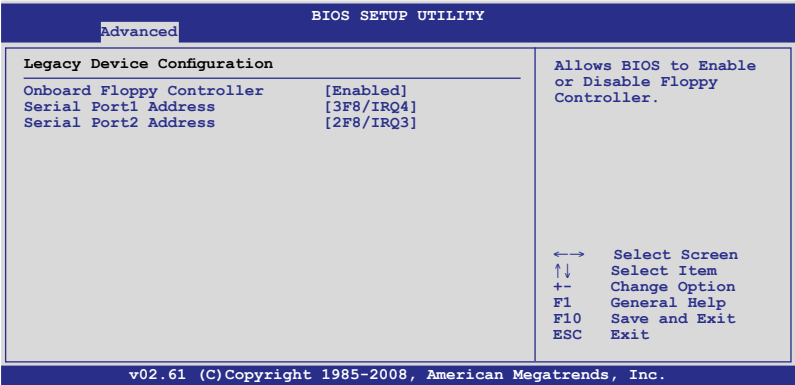 BIOS SETUP UTILITY
Advanced
Legacy Device Configuration
Onboard Floppy Controller [Enabled]
Serial Port1 Address [3F8/IRQ4]
Serial Port2 Address [2F8/IRQ3]
Allows BIOS to Enable
or Disable Floppy
Controller.
←→ Select Screen
↑↓ Select Item
+- Change Option
F1 General Help
F10 Save and Exit
ESC Exit
v02.61 (C)Copyright 1985-2008, American Megatrends, Inc.